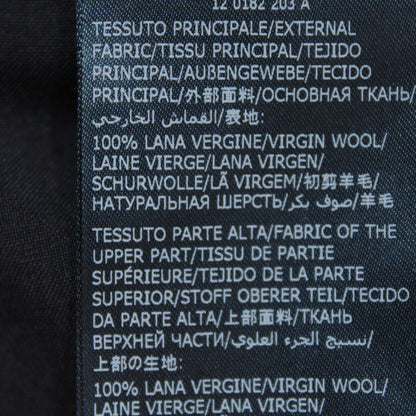 12 0182 203 A
TESSUTO PRINCIPALE/EXTERNAL
FABRIC/TISSU PRINCIPAL/TEJIDO
PRINCIPAL/AUßENGEWEBE/TECIDO
PRINCIPAL/外部面料/ОСНОВНАЯ ТКАНЬ/
القماش الخارجي/表地:
100% LANA VERGINE/VIRGIN WOOL/
LAINE VIERGE/LANA VIRGEN/
SCHURWOLLE/LÃ VIRGEM/初剪羊毛/
НАТУРАЛЬНАЯ ШЕРСТЬ/صوف بكر/羊毛
TESSUTO PARTE ALTA/FABRIC OF THE
UPPER PART/TISSU DE PARTIE
SUPÉRIEURE/TEJIDO DE LA PARTE
SUPERIOR/STOFF OBERER TEIL/TECIDO
DA PARTE ALTA/上部面料/ТКАНЬ
ВЕРХНЕЙ ЧАСТИ/نسيج الجزء العلوي/
上部の生地:
100% LANA VERGINE/VIRGIN WOOL/
LAINE VIERGE/LANA VIRGEN/